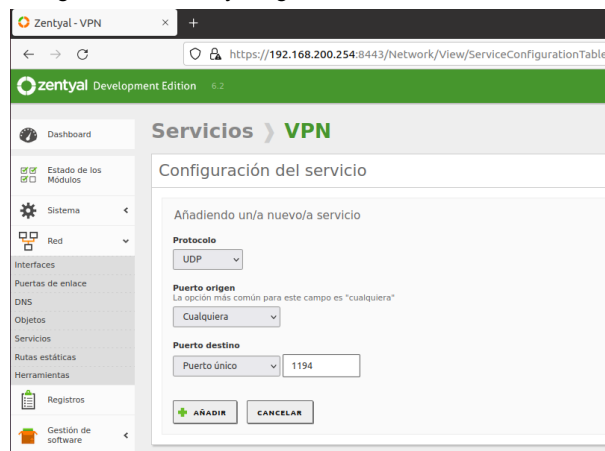 Zentyal - VPN
https://192.168.200.254:8443/Network/View/ServiceConfigurationTable
zentyal Development Edition 6.2
Dashboard
Estado de los
Módulos
Sistema
Red
Interfaces
Puertas de enlace
DNS
Objetos
Servicios
Rutas estáticas
Herramientas
Registros
Gestión de
software
Servicios VPN
Configuración del servicio
Añadiendo un/a nuevo/a servicio
Protocolo
UDP
Puerto origen
La opción más común para este campo es "cualquiera"
Cualquiera
Puerto destino
Puerto único 1194
AÑADIR CANCELAR